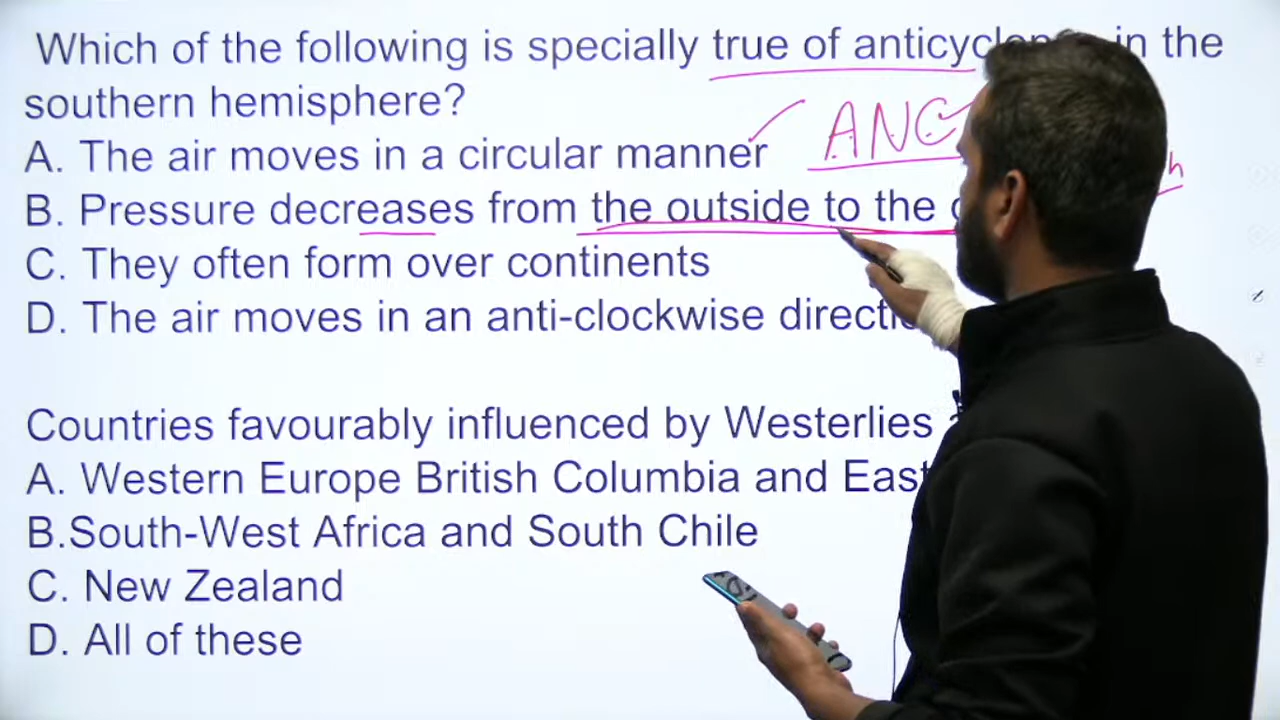 Which of the following is specially true of in the
southern hemisphere?
A. The air moves in a circular manner
ANC
B. Pressure decreases from the outside to the
C. They often form over continents
D. The air moves in an anti-clockwise
Countries favourably influenced by Westerlies
A. Western Europe British Columbia and
B.South-West Africa and South Chile
C. New Zealand
D. All of these